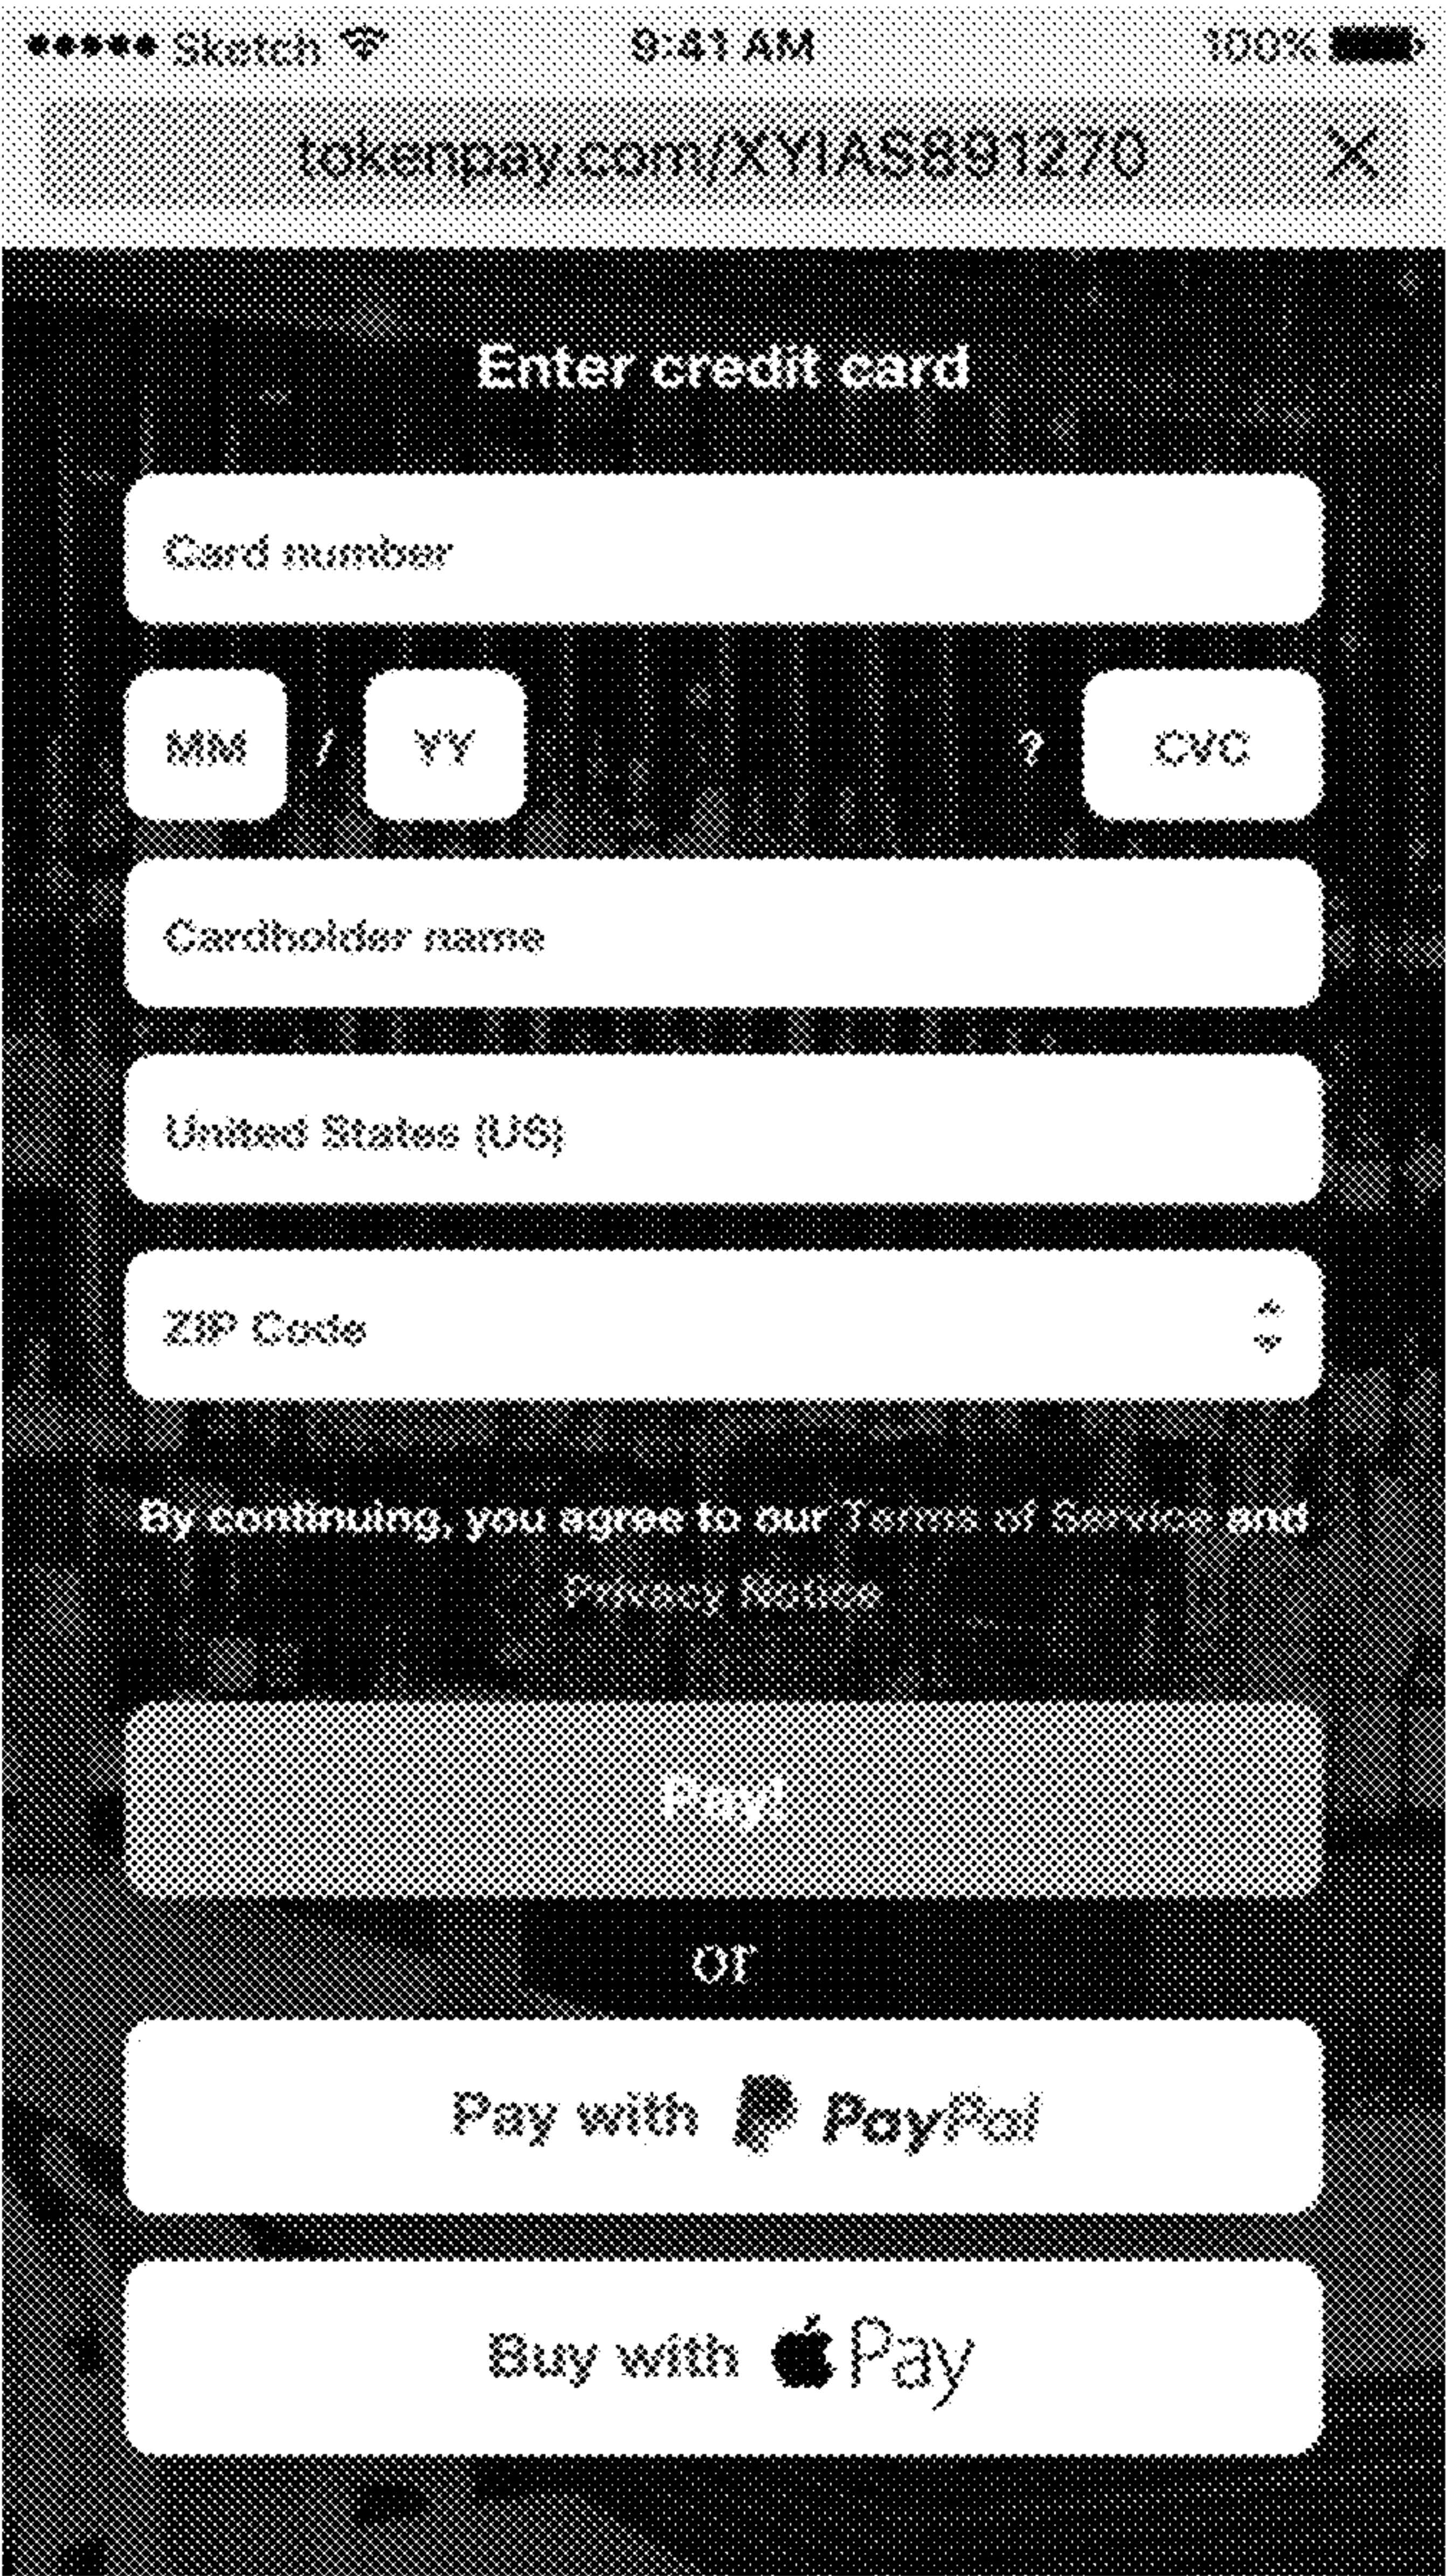 Sketch 9:41 AM 100%
tokenpay.com/XYIAS891270
Enter credit card
Card number
MM / YY ? CVC
Cardholder name
United States (US)
ZIP Code
By continuing, you agree to our Terms of Service and
Privacy Notice
Pay!
or
Pay with PayPal
Buy with Pay